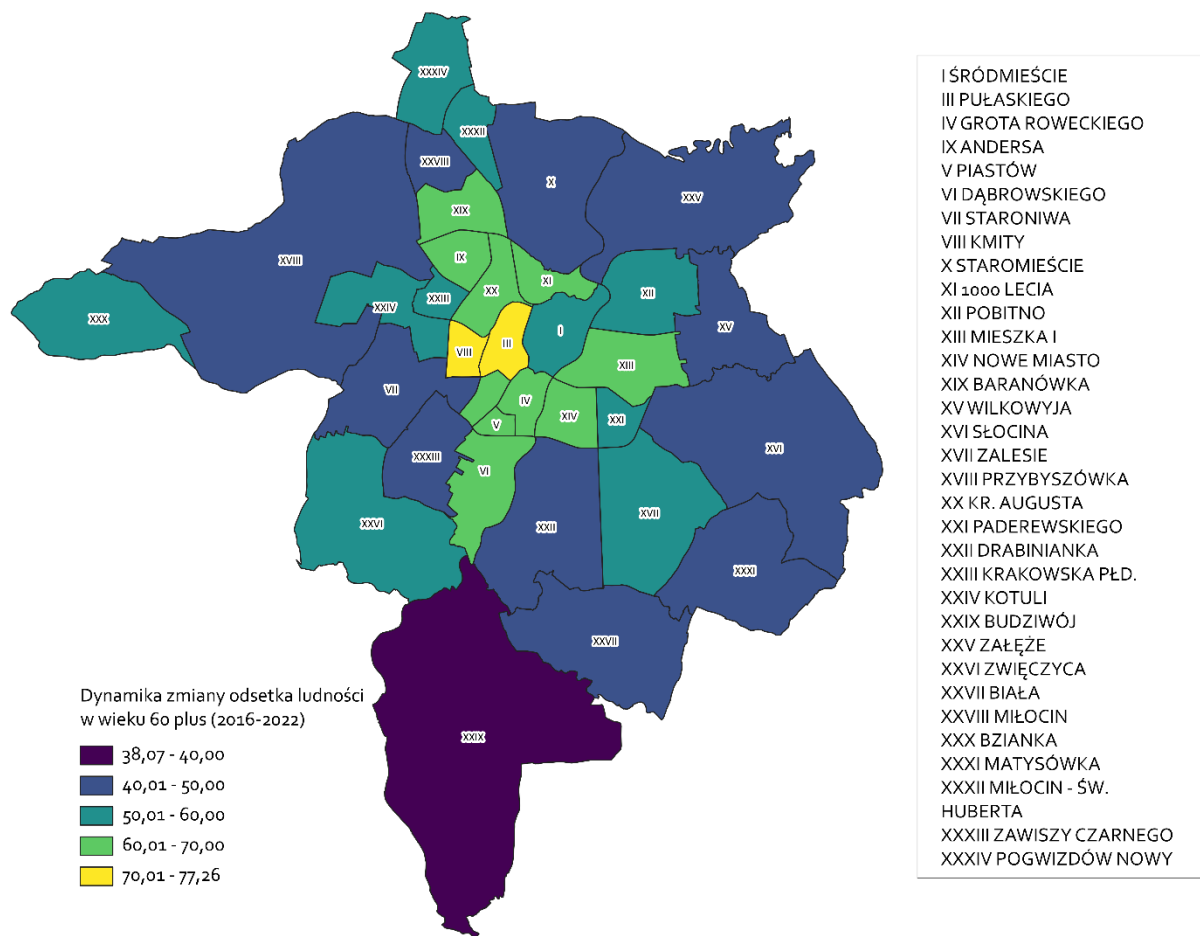 XXXIV
XXXII
XXVIII
X
XXV
XIX
IX
XVIII
XI
XX
XII
XXIII
XXIV
XXX
I
XV
III
VIII
XIII
VII
IV
XIV
XXI
V
XVI
XXXIII
VI
XXII
XVII
XXVI
XXXI
XXVII
XXIX
Dynamika zmiany odsetka ludności
w wieku 60 plus (2016-2022)
38,07 - 40,00
40,01 - 50,00
50,01 - 60,00
60,01 - 70,00
70,01 - 77,26
I ŚRÓDMIEŚCIE
III PUŁASKIEGO
IV GROTA ROWECKIEGO
IX ANDERSA
V PIASTÓW
VI DĄBROWSKIEGO
VII STARONIWA
VIII KMITY
X STAROMIEŚCIE
XI 1000 LECIA
XII POBITNO
XIII MIESZKA I
XIV NOWE MIASTO
XIX BARANÓWKA
XV WILKOWYJA
XVI SŁOCINA
XVII ZALESIE
XVIII PRZYBYSZÓWKA
XX KR. AUGUSTA
XXI PADEREWSKIEGO
XXII DRABINIANKA
XXIII KRAKOWSKA PŁD.
XXIV KOTULI
XXIX BUDZIWÓJ
XXV ZAŁĘŻE
XXVI ZWIĘCZYCA
XXVII BIAŁA
XXVIII MIŁOCIN
XXX BZIANKA
XXXI MATYSÓWKA
XXXII MIŁOCIN - ŚW.
HUBERTA
XXXIII ZAWISZY CZARNEGO
XXXIV POGWIZDÓW NOWY